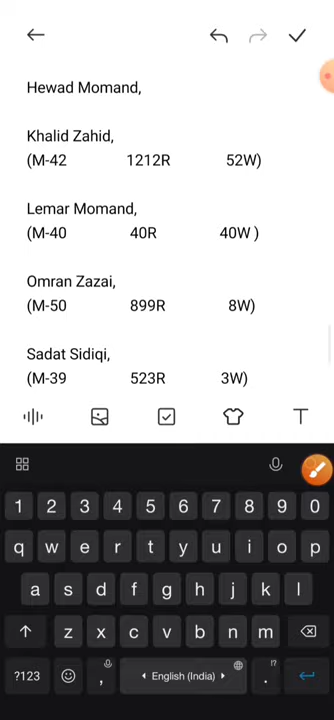 Hewad Momand,
Khalid Zahid,
(M-42 1212R 52W)
Lemar Momand,
(M-40 40R 40W )
Omran Zazai,
(M-50 899R 8W)
Sadat Sidiqi,
(M-39 523R 3W)
T
1 2 3 4 5 6 7 8 9 0
q w e r t y u i o p
a s d f g h j k l
z x c v b n m
?123 , English (India) . !?